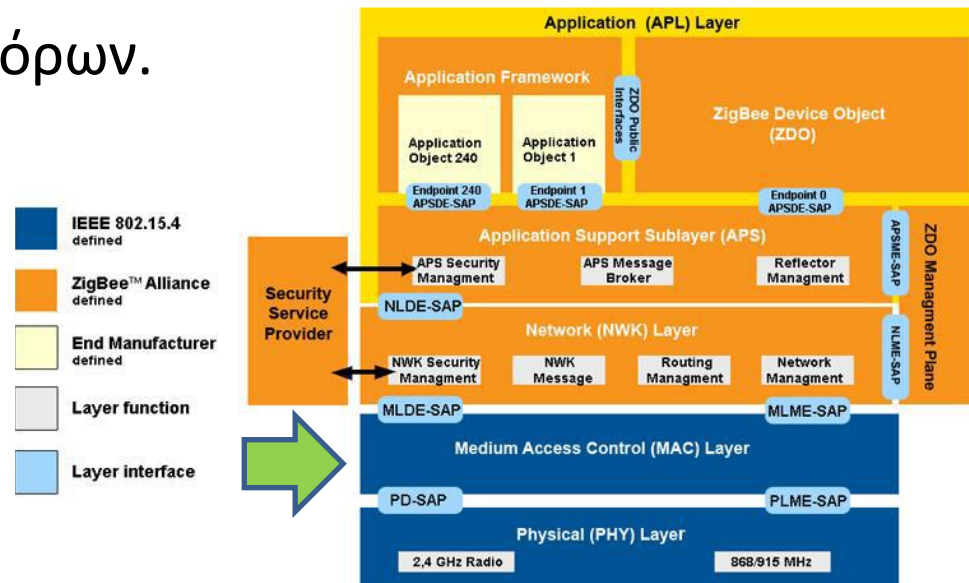 όρων.
Application (APL) Layer
Application Framework
ZDO Public
Interfaces
ZigBee Device Object
(ZDO)
Application
Object 240
Application
Object 1
Endpoint 240
APSDE-SAP
Endpoint 1
APSDE-SAP
Endpoint 0
APSDE-SAP
IEEE 802.15.4
defined
ZigBee™ Alliance
defined
End Manufacturer
defined
Layer function
Layer interface
Security
Service
Provider
Application Support Sublayer (APS)
APS Security
Managment
APS Message
Broker
Reflector
Managment
APSME-SAP
ZDO Managment Plane
NLDE-SAP
Network (NWK) Layer
NWK Security
Managment
NWK
Message
Routing
Managment
Network
Managment
NLME-SAP
MLDE-SAP
MLME-SAP
Medium Access Control (MAC) Layer
PD-SAP
PLME-SAP
Physical (PHY) Layer
2,4 GHz Radio
868/915 MHz